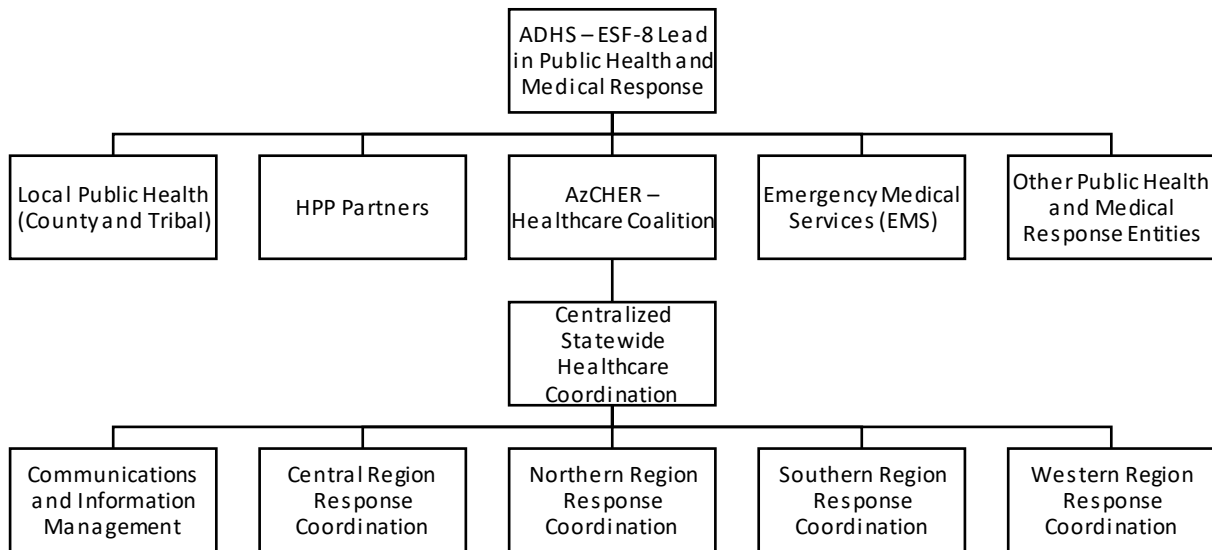 ADHS – ESF-8 Lead
in Public Health and
Medical Response
Local Public Health
(County and Tribal)
HPP Partners
AzCHER –
Healthcare Coalition
Emergency Medical
Services (EMS)
Other Public Health
and Medical
Response Entities
Centralized
Statewide
Healthcare
Coordination
Communications
and Information
Management
Central Region
Response
Coordination
Northern Region
Response
Coordination
Southern Region
Response
Coordination
Western Region
Response
Coordination